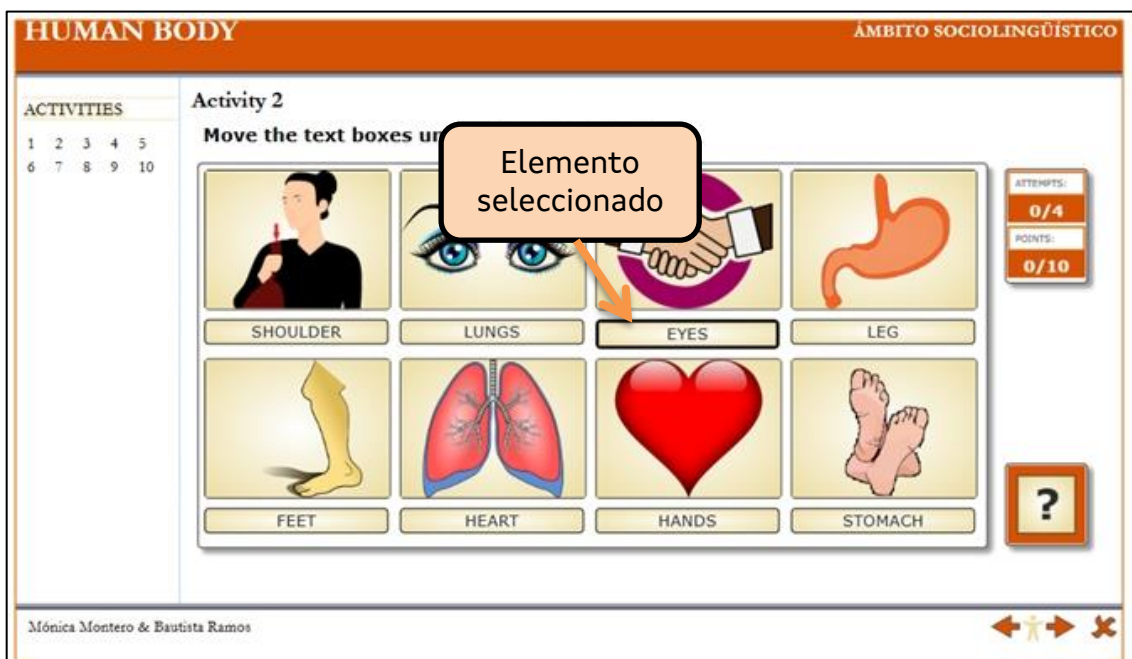 HUMAN BODY
ÁMBITO SOCIOLINGÜÍSTICO
ACTIVITIES
1 2 3 4 5
6 7 8 9 10
Activity 2
Move the text boxes
Elemento
seleccionado
ATTEMPTS:
0/4
POINTS:
0/10
SHOULDER
LUNGS
EYES
LEG
FEET
HEART
HANDS
STOMACH
?
Mónica Montero & Bautista Ramos